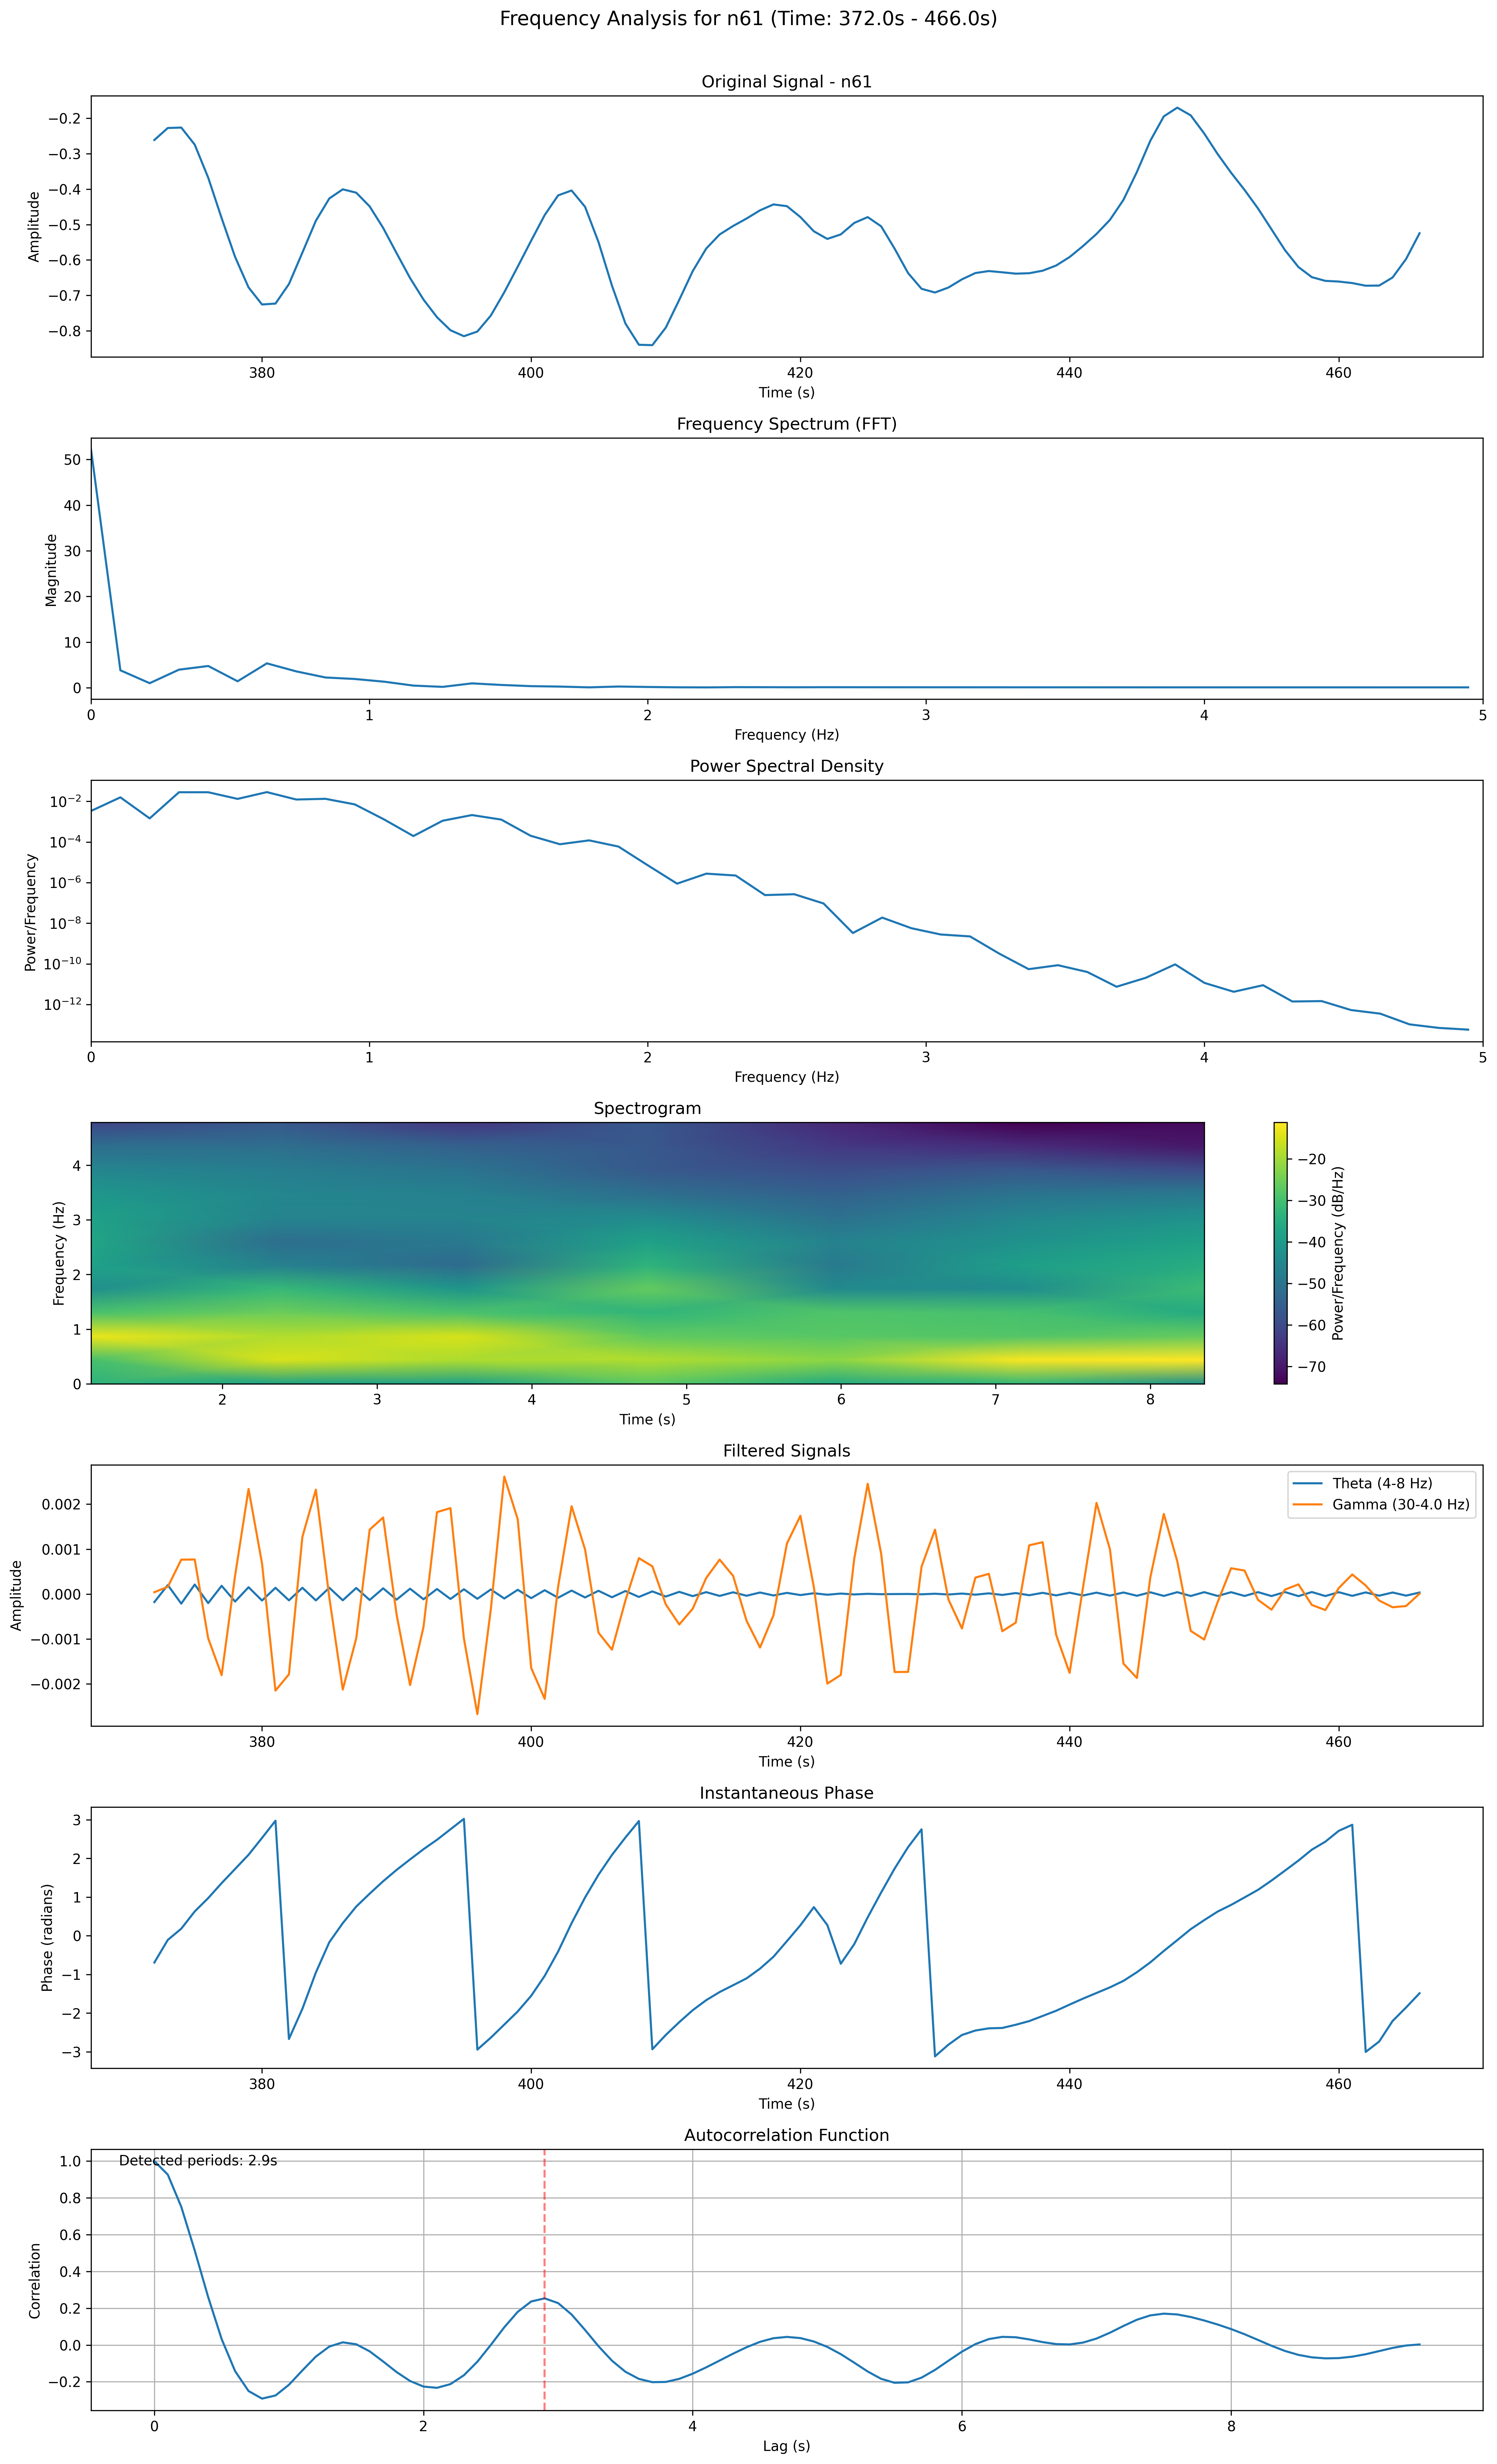 Frequency Analysis for n61 (Time: 372.0s - 466.0s)
Original Signal - n61
Amplitude
−0.2
−0.3
−0.4
−0.5
−0.6
−0.7
−0.8
380 400 420 440 460
Time (s)
Frequency Spectrum (FFT)
Magnitude
50
40
30
20
10
0
0 1 2 3 4 5
Frequency (Hz)
Power Spectral Density
Power/Frequency
10⁻²
10⁻⁴
10⁻⁶
10⁻⁸
10⁻¹⁰
10⁻¹²
0 1 2 3 4 5
Frequency (Hz)
Spectrogram
Frequency (Hz)
4
3
2
1
0
2 3 4 5 6 7 8
Time (s)
−20
−30
−40
−50
−60
−70
Power/Frequency (dB/Hz)
Filtered Signals
Amplitude
0.002
0.001
0.000
−0.001
−0.002
Theta (4-8 Hz)
Gamma (30-4.0 Hz)
380 400 420 440 460
Time (s)
Instantaneous Phase
Phase (radians)
3
2
1
0
−1
−2
−3
380 400 420 440 460
Time (s)
Autocorrelation Function
Detected periods: 2.9s
Correlation
1.0
0.8
0.6
0.4
0.2
0.0
−0.2
0 2 4 6 8
Lag (s)